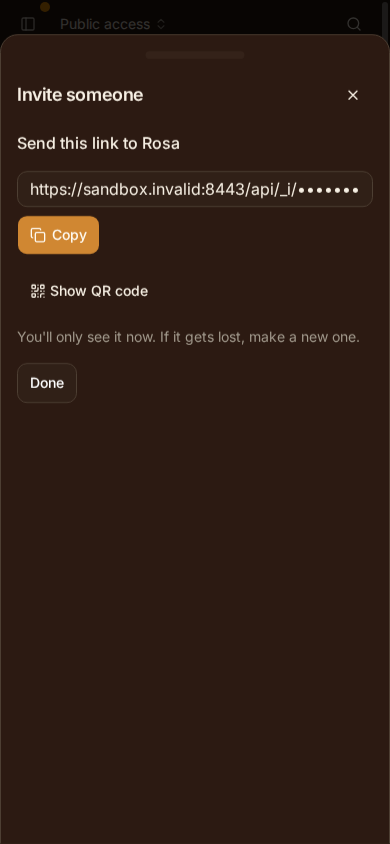 Public access
Invite someone
Send this link to Rosa
https://sandbox.invalid:8443/api/_i/•••••••
Copy
Show QR code
You'll only see it now. If it gets lost, make a new one.
Done